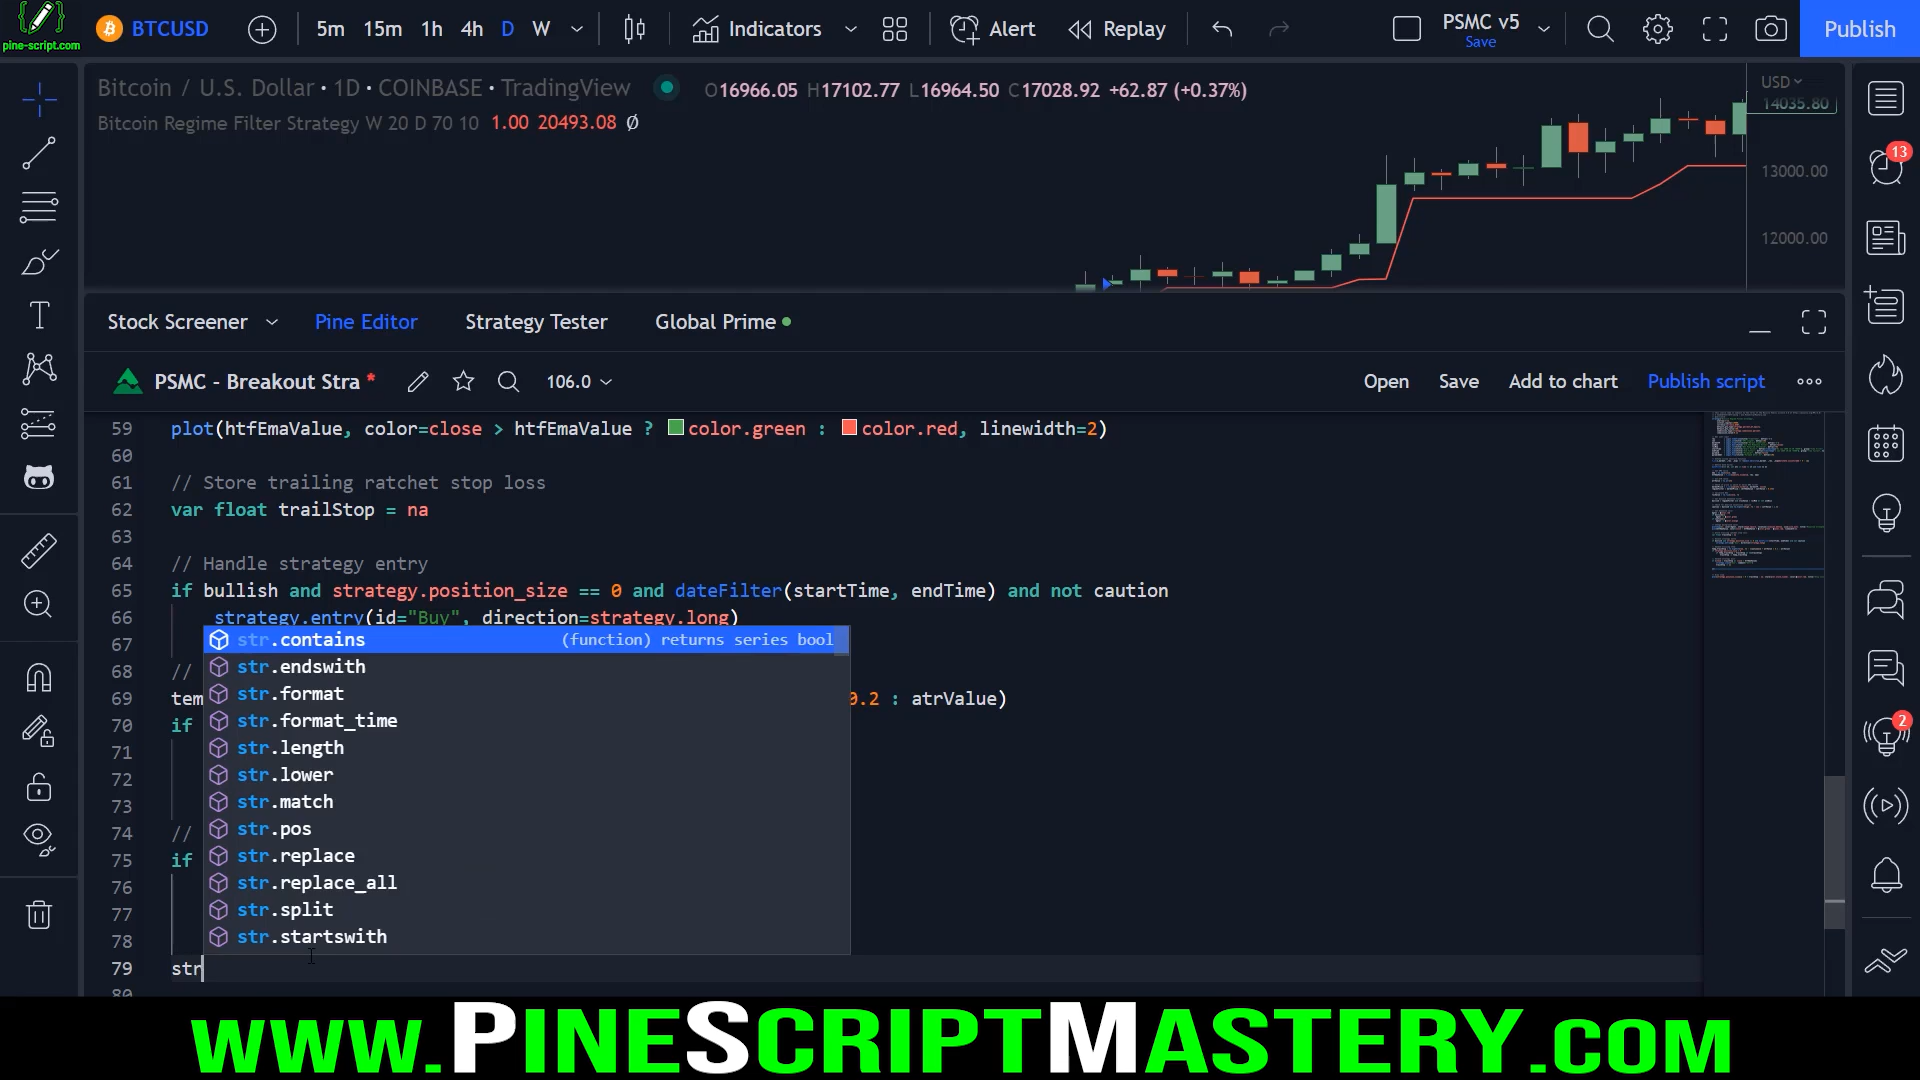 pine-script.com
BTCUSD
5m 15m 1h 4h D W
Indicators
Alert
Replay
PSMC v5
Save
Publish
Bitcoin / U.S. Dollar • 1D • COINBASE • TradingView
O16966.05 H17102.77 L16964.50 C17028.92 +62.87 (+0.37%)
USD
14035.80
Bitcoin Regime Filter Strategy W 20 D 70 10 1.00 20493.08 Ø
13
13000.00
12000.00
Stock Screener
Pine Editor
Strategy Tester
Global Prime
PSMC - Breakout Stra *
106.0
Open
Save
Add to chart
Publish script
59 plot(htfEmaValue, color=close > htfEmaValue ? color.green : color.red, linewidth=2)
60
61 // Store trailing ratchet stop loss
62 var float trailStop = na
63
64 // Handle strategy entry
65 if bullish and strategy.position_size == 0 and dateFilter(startTime, endTime) and not caution
66 strategy.entry(id="Buy", direction=strategy.long)
67 str.contains (function) returns series bool
str.endswith
68 //
str.format
69 tem 0.2 : atrValue)
str.format_time
70 if
71 str.length
72 str.lower
73 str.match
74 // str.pos
75 if str.replace
76 str.replace_all
77 str.split
78 str.startswith
79 str
80
2
www.PineScriptMastery.com